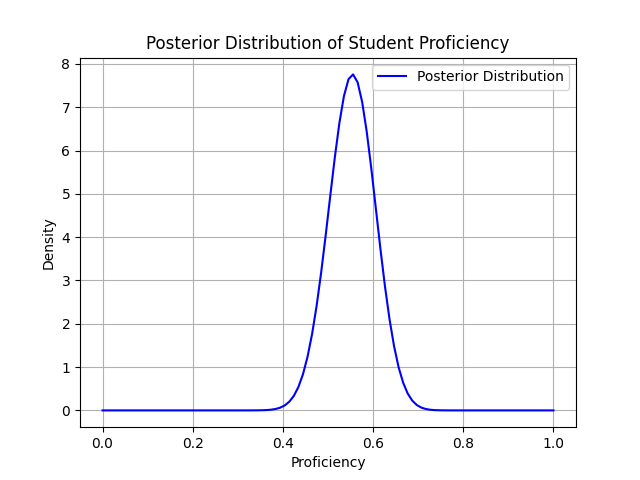 Posterior Distribution of Student Proficiency
Posterior Distribution
8
7
6
5
4
3
2
1
0
Density
0.0 0.2 0.4 0.6 0.8 1.0
Proficiency